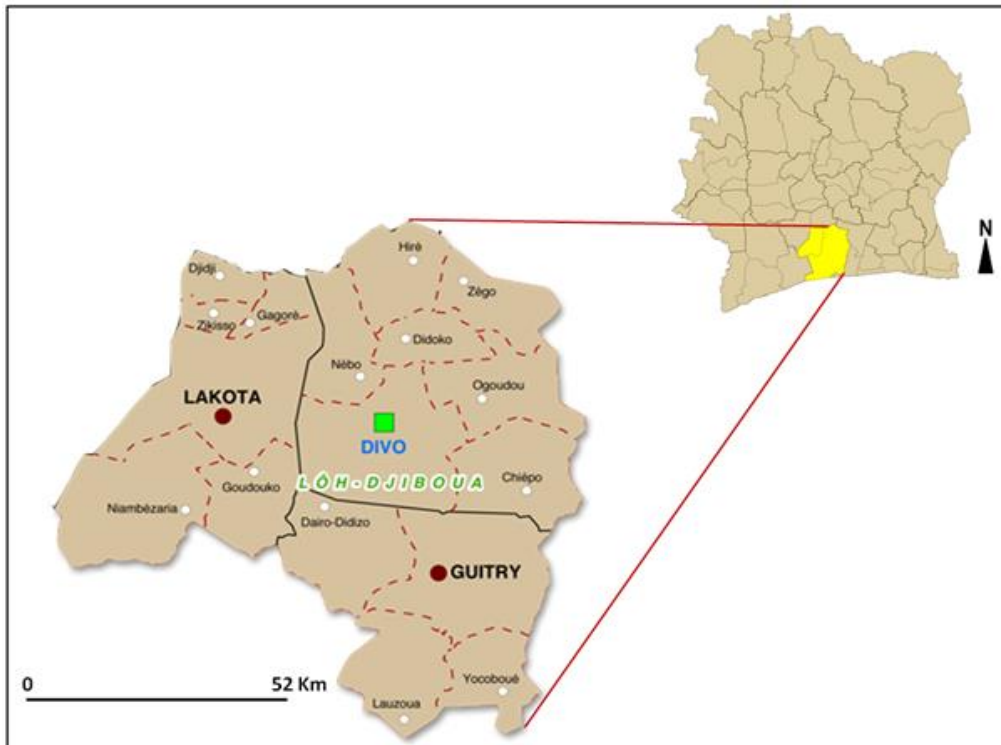 N
Hiré
Djidji
Zégo
Zikisso
Gagoré
Didoko
Nébo
Ogoudou
LAKOTA
DIVO
LÔH-DJIBOUA
Goudouko
Chiépo
Niambézaria
Dairo-Didizo
GUITRY
0
52 Km
Yocoboué
Lauzoua